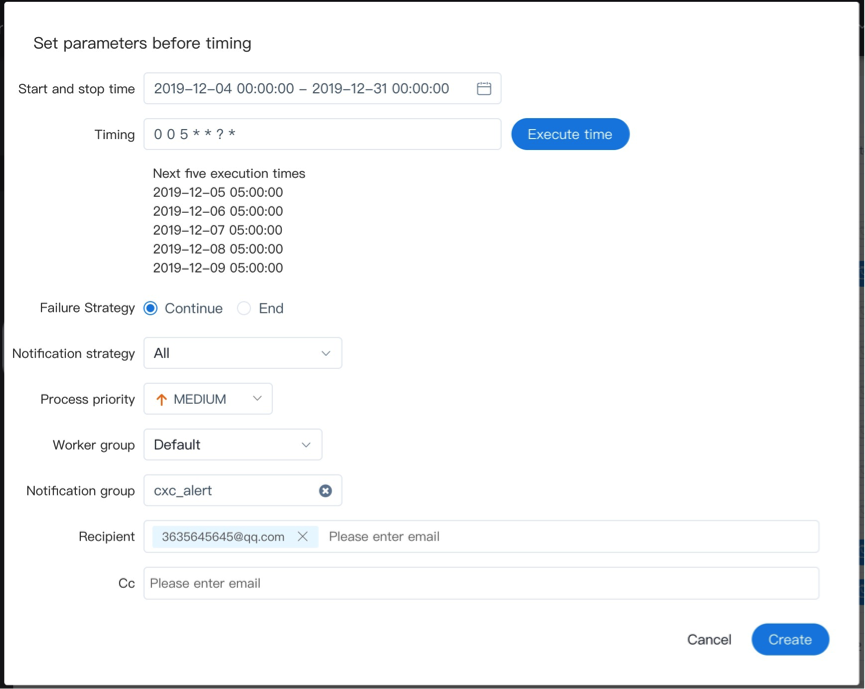 Set parameters before timing
Start and stop time 2019-12-04 00:00:00 - 2019-12-31 00:00:00
Timing 0 0 5 * * ? * Execute time
Next five execution times
2019-12-05 05:00:00
2019-12-06 05:00:00
2019-12-07 05:00:00
2019-12-08 05:00:00
2019-12-09 05:00:00
Failure Strategy Continue End
Notification strategy All
Process priority MEDIUM
Worker group Default
Notification group cxc_alert
Recipient 3635645645@qq.com Please enter email
Cc Please enter email
Cancel Create